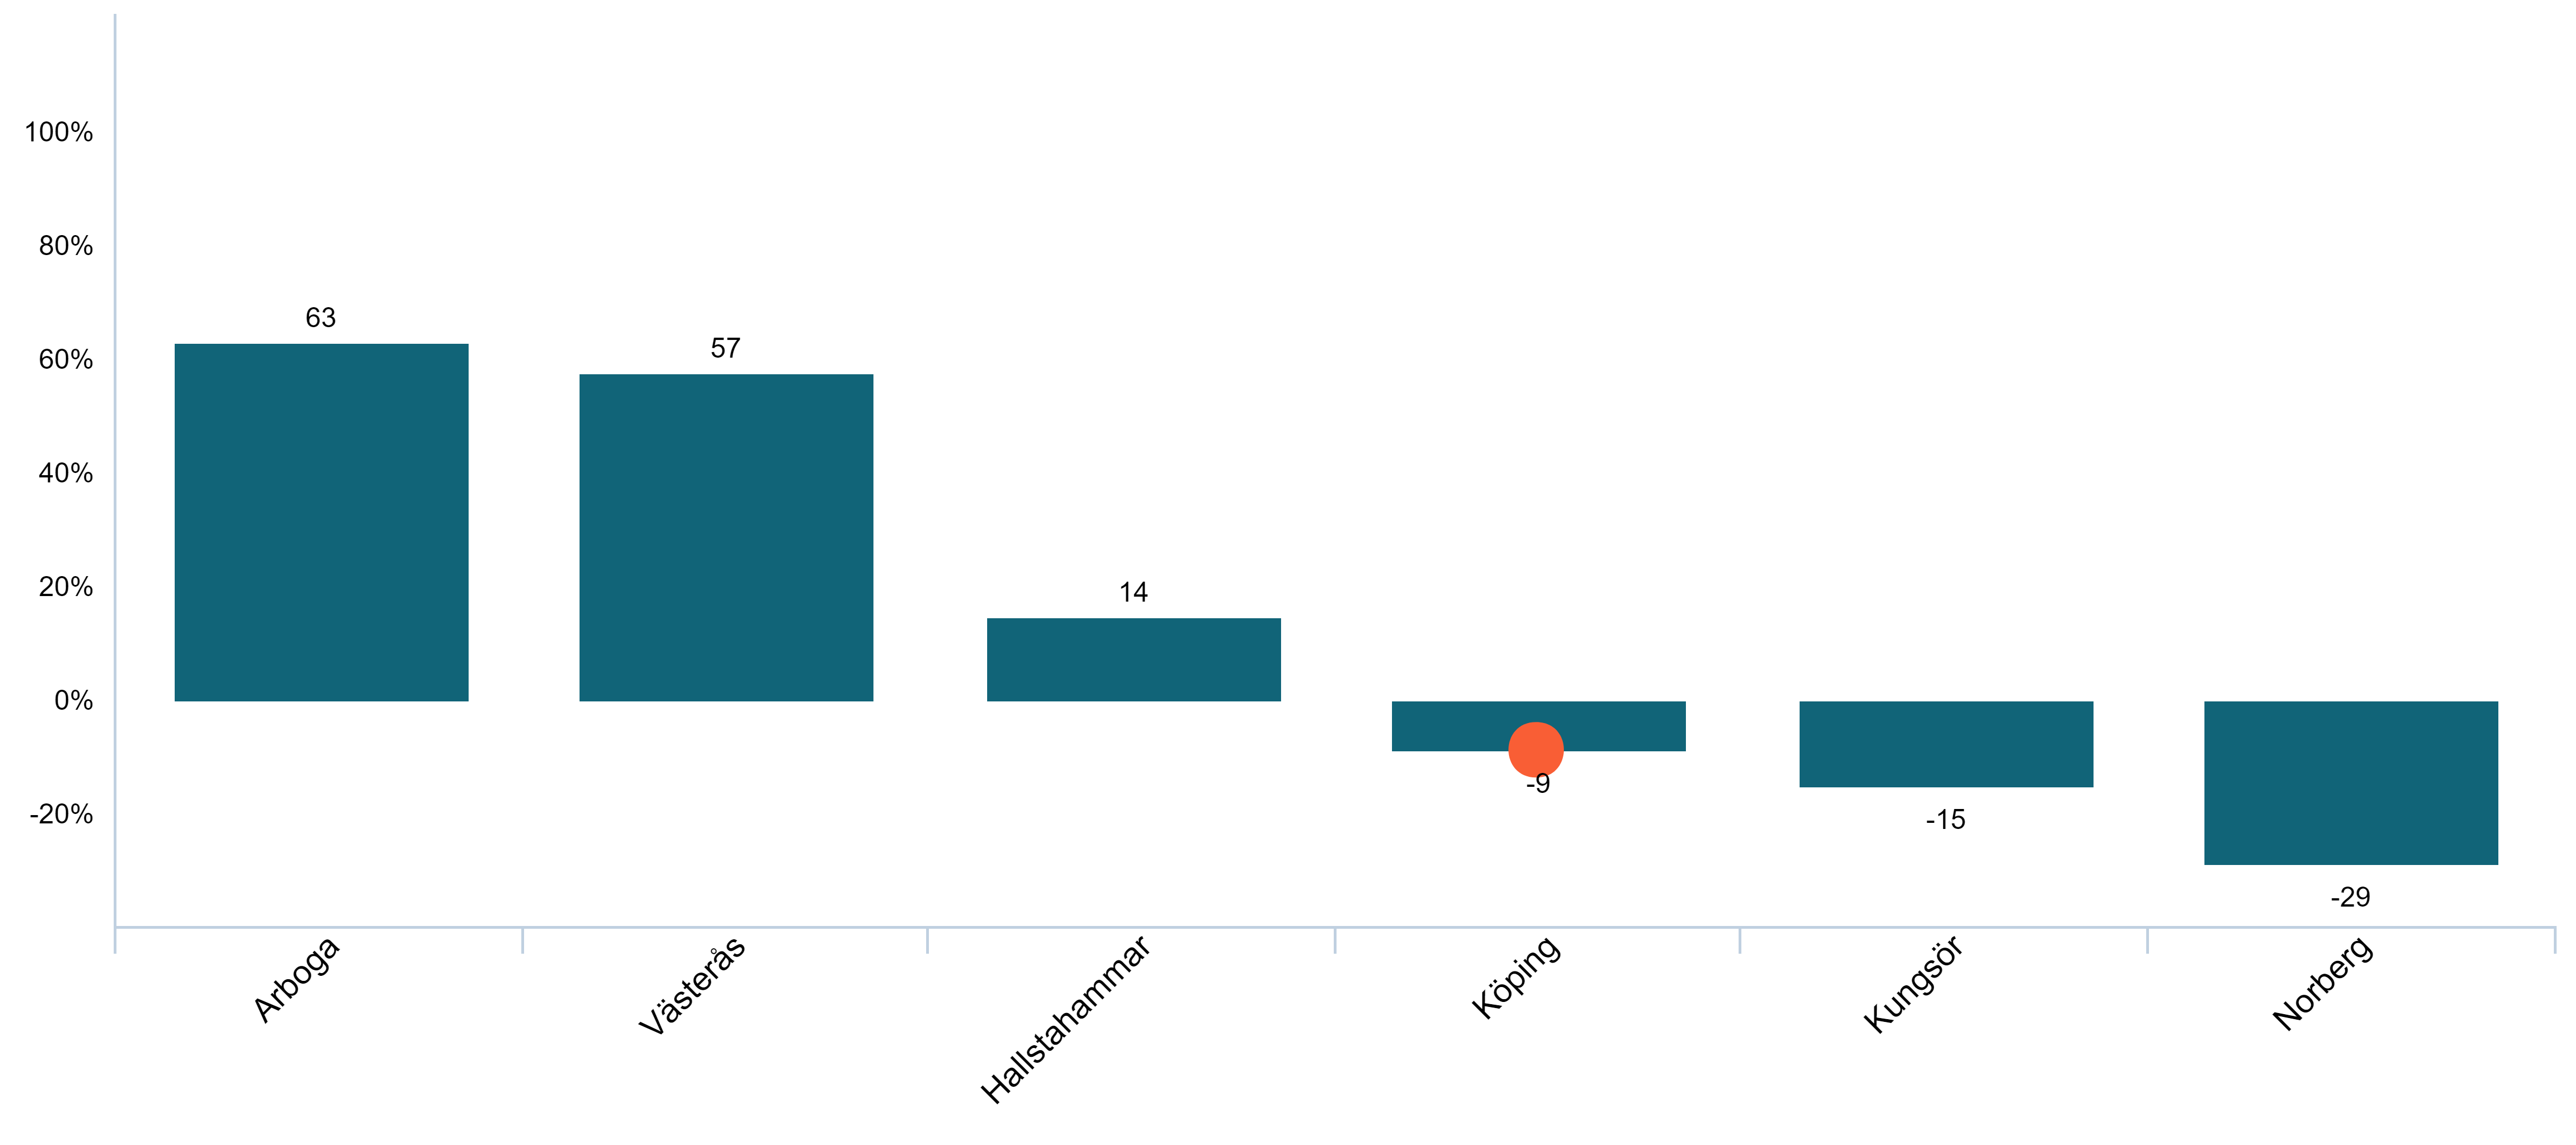 100%
80%
60%
40%
20%
0%
-20%
63
57
14
-9
-15
-29
Arboga
Västerås
Hallstahammar
Köping
Kungsör
Norberg